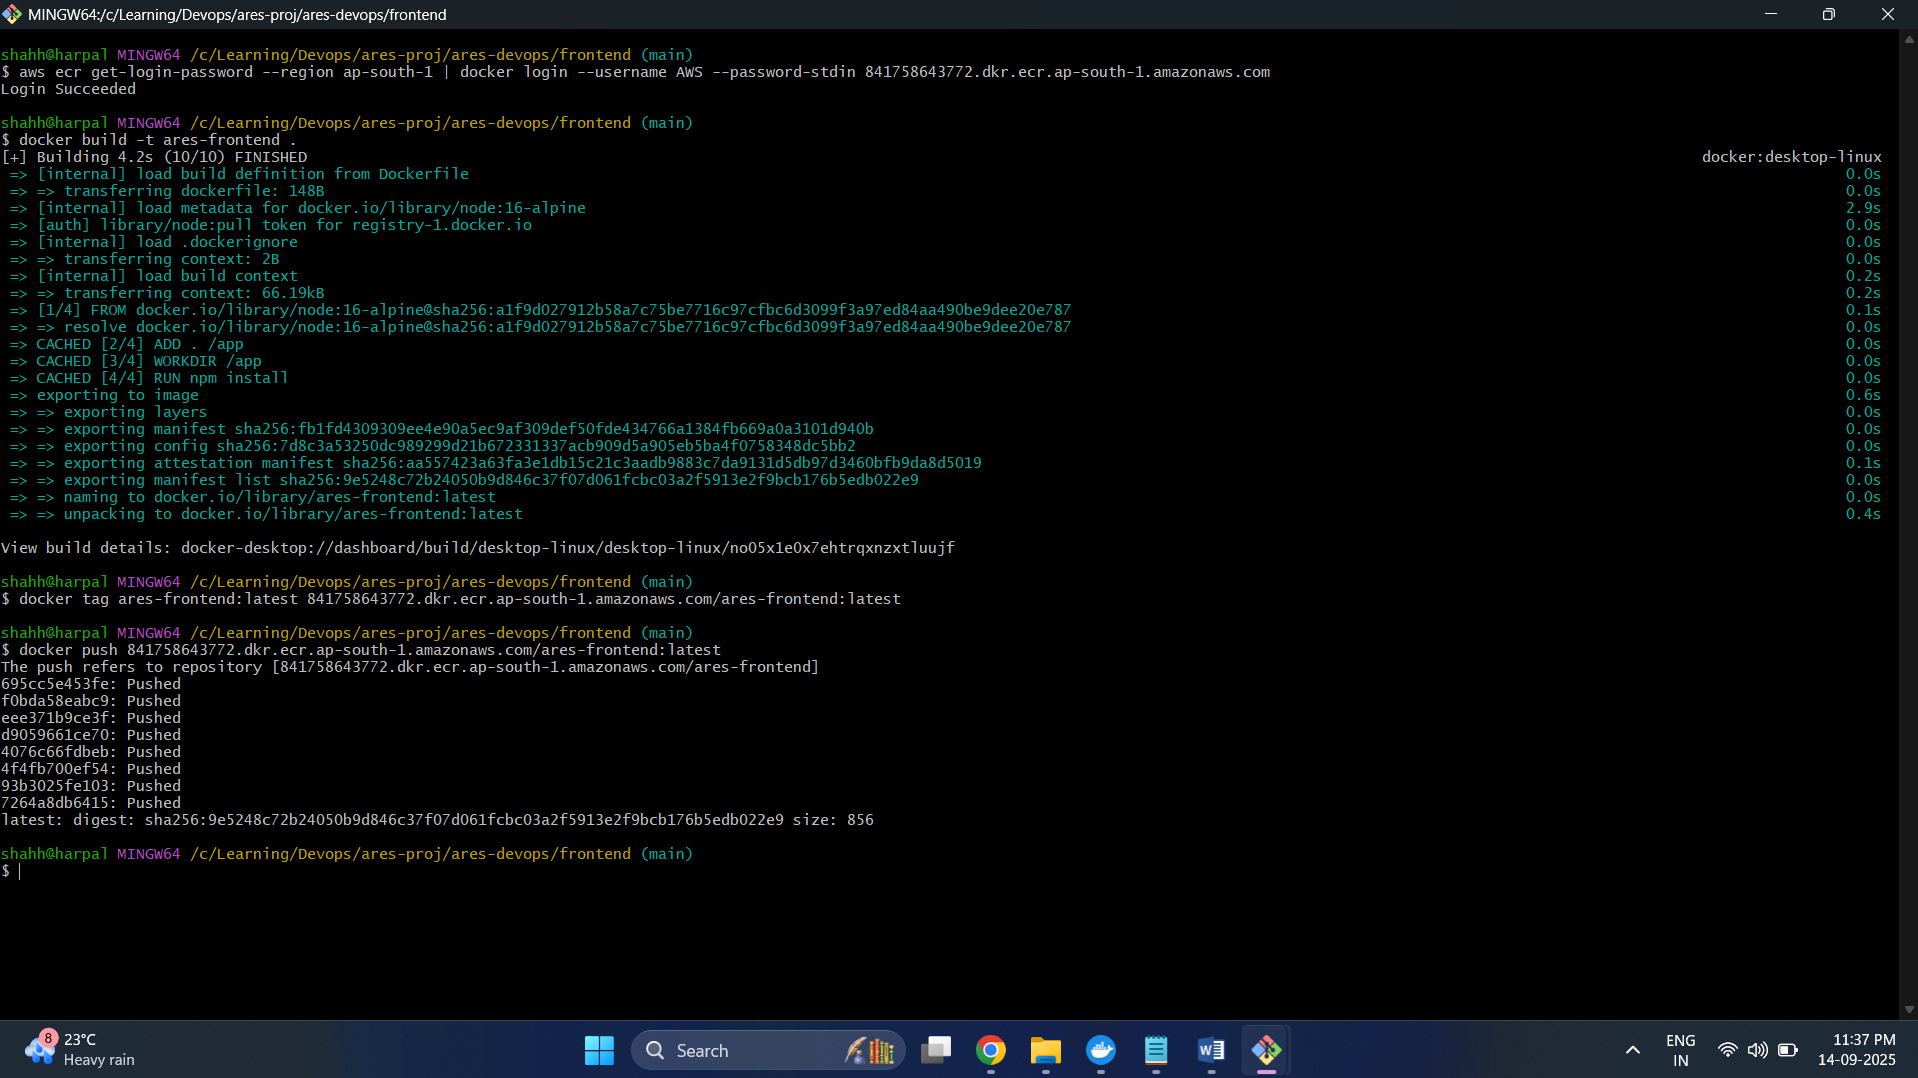 MINGW64:/c/Learning/Devops/ares-proj/ares-devops/frontend
shahh@harpal MINGW64 /c/Learning/Devops/ares-proj/ares-devops/frontend (main)
$ aws ecr get-login-password --region ap-south-1 | docker login --username AWS --password-stdin 841758643772.dkr.ecr.ap-south-1.amazonaws.com
Login Succeeded
shahh@harpal MINGW64 /c/Learning/Devops/ares-proj/ares-devops/frontend (main)
$ docker build -t ares-frontend .
[+] Building 4.2s (10/10) FINISHED docker:desktop-linux
=> [internal] load build definition from Dockerfile 0.0s
=> => transferring dockerfile: 148B 0.0s
=> [internal] load metadata for docker.io/library/node:16-alpine 2.9s
=> [auth] library/node:pull token for registry-1.docker.io 0.0s
=> [internal] load .dockerignore 0.0s
=> => transferring context: 2B 0.0s
=> [internal] load build context 0.2s
=> => transferring context: 66.19kB 0.2s
=> [1/4] FROM docker.io/library/node:16-alpine@sha256:a1f9d027912b58a7c75be7716c97cfbc6d3099f3a97ed84aa490be9dee20e787 0.1s
=> => resolve docker.io/library/node:16-alpine@sha256:a1f9d027912b58a7c75be7716c97cfbc6d3099f3a97ed84aa490be9dee20e787 0.0s
=> CACHED [2/4] ADD . /app 0.0s
=> CACHED [3/4] WORKDIR /app 0.0s
=> CACHED [4/4] RUN npm install 0.0s
=> exporting to image 0.6s
=> => exporting layers 0.0s
=> => exporting manifest sha256:fb1fd4309309ee4e90a5ec9af309def50fde434766a1384fb669a0a3101d940b 0.0s
=> => exporting config sha256:7d8c3a53250dc989299d21b672331337acb909d5a905eb5ba4f0758348dc5bb2 0.0s
=> => exporting attestation manifest sha256:aa557423a63fa3e1db15c21c3aadb9883c7da9131d5db97d3460bfb9da8d5019 0.1s
=> => exporting manifest list sha256:9e5248c72b24050b9d846c37f07d061fcbc03a2f5913e2f9bcb176b5edb022e9 0.0s
=> => naming to docker.io/library/ares-frontend:latest 0.0s
=> => unpacking to docker.io/library/ares-frontend:latest 0.4s
View build details: docker-desktop://dashboard/build/desktop-linux/desktop-linux/no05x1e0x7ehtrqxnzxtluujf
shahh@harpal MINGW64 /c/Learning/Devops/ares-proj/ares-devops/frontend (main)
$ docker tag ares-frontend:latest 841758643772.dkr.ecr.ap-south-1.amazonaws.com/ares-frontend:latest
shahh@harpal MINGW64 /c/Learning/Devops/ares-proj/ares-devops/frontend (main)
$ docker push 841758643772.dkr.ecr.ap-south-1.amazonaws.com/ares-frontend:latest
The push refers to repository [841758643772.dkr.ecr.ap-south-1.amazonaws.com/ares-frontend]
695cc5e453fe: Pushed
f0bda58eabc9: Pushed
eee371b9ce3f: Pushed
d9059661ce70: Pushed
4076c66fdbeb: Pushed
4f4fb700ef54: Pushed
93b3025fe103: Pushed
7264a8db6415: Pushed
latest: digest: sha256:9e5248c72b24050b9d846c37f07d061fcbc03a2f5913e2f9bcb176b5edb022e9 size: 856
shahh@harpal MINGW64 /c/Learning/Devops/ares-proj/ares-devops/frontend (main)
$
8
23°C
Heavy rain
Search
W
ENG
IN
11:37 PM
14-09-2025